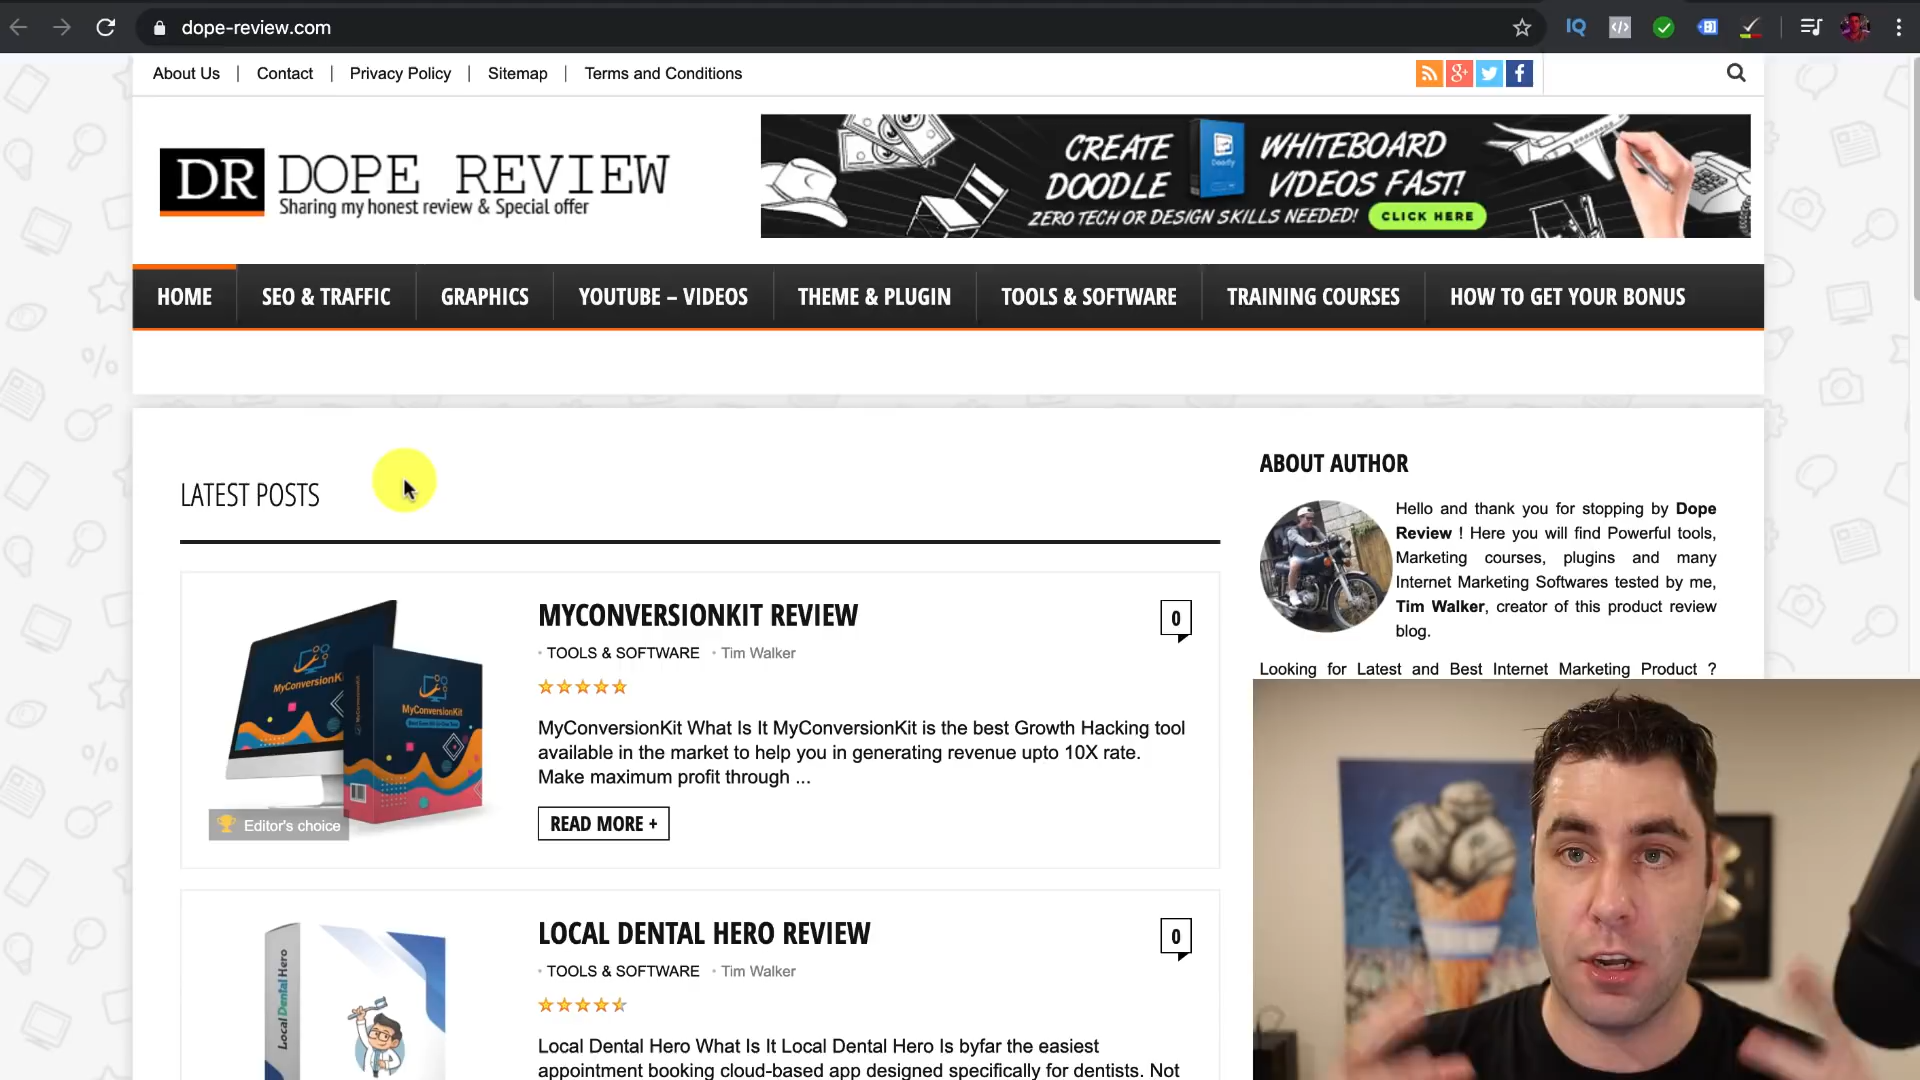 dope-review.com
About Us | Contact | Privacy Policy | Sitemap | Terms and Conditions
DR DOPE REVIEW
Sharing my honest review & Special offer
CREATE DOODLE WHITEBOARD VIDEOS FAST!
ZERO TECH OR DESIGN SKILLS NEEDED! CLICK HERE
HOME SEO & TRAFFIC GRAPHICS YOUTUBE – VIDEOS THEME & PLUGIN TOOLS & SOFTWARE TRAINING COURSES HOW TO GET YOUR BONUS
LATEST POSTS
MyConversionKit
MYCONVERSIONKIT REVIEW
0
TOOLS & SOFTWARE • Tim Walker
MyConversionKit What Is It MyConversionKit is the best Growth Hacking tool
available in the market to help you in generating revenue upto 10X rate.
Make maximum profit through ...
Editor's choice
READ MORE +
Local Dental Hero
LOCAL DENTAL HERO REVIEW
0
TOOLS & SOFTWARE • Tim Walker
Local Dental Hero What Is It Local Dental Hero Is byfar the easiest
appointment booking cloud-based app designed specifically for dentists. Not
ABOUT AUTHOR
Hello and thank you for stopping by Dope
Review ! Here you will find Powerful tools,
Marketing courses, plugins and many
Internet Marketing Softwares tested by me,
Tim Walker, creator of this product review
blog.
Looking for Latest and Best Internet Marketing Product ?